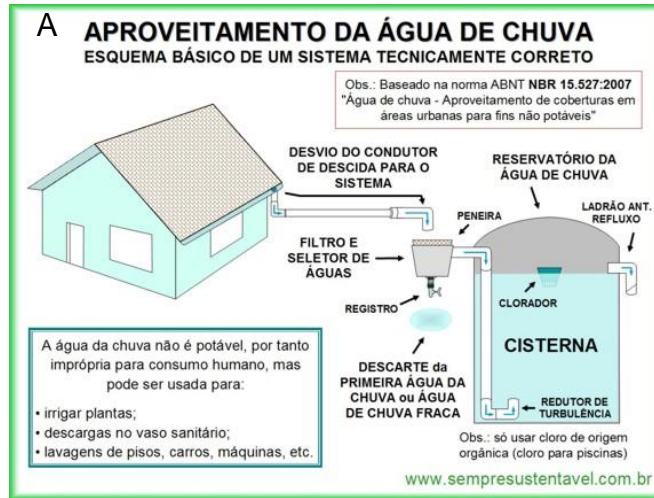 A
APROVEITAMENTO DA ÁGUA DE CHUVA
ESQUEMA BÁSICO DE UM SISTEMA TECNICAMENTE CORRETO
Obs.: Baseado na norma ABNT NBR 15.527:2007
"Água de chuva - Aproveitamento de coberturas em
áreas urbanas para fins não potáveis"
DESVIO DO CONDUTOR
DE DESCIDA PARA O
SISTEMA
RESERVATÓRIO DA
ÁGUA DE CHUVA
LADRÃO ANT.
REFLUXO
PENEIRA
FILTRO E
SELETOR DE
ÁGUAS
REGISTRO
CLORADOR
CISTERNA
DESCARTE da
PRIMEIRA ÁGUA DA
CHUVA ou ÁGUA
DE CHUVA FRACA
REDUTOR DE
TURBULÊNCIA
A água da chuva não é potável, por tanto
imprópria para consumo humano, mas
pode ser usada para:
• irrigar plantas;
• descargas no vaso sanitário;
• lavagens de pisos, carros, máquinas, etc.
Obs.: só usar cloro de origem
orgânica (cloro para piscinas)
www.sempresustentavel.com.br